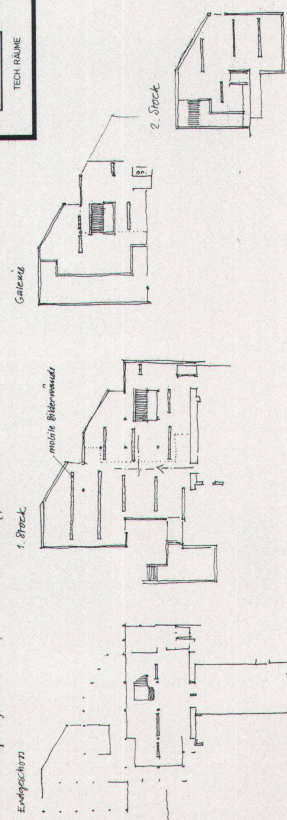 Erdgeschoss
1. Stock
mobile Bilderwände
Galerie
2. Stock
TECH. RÄUME